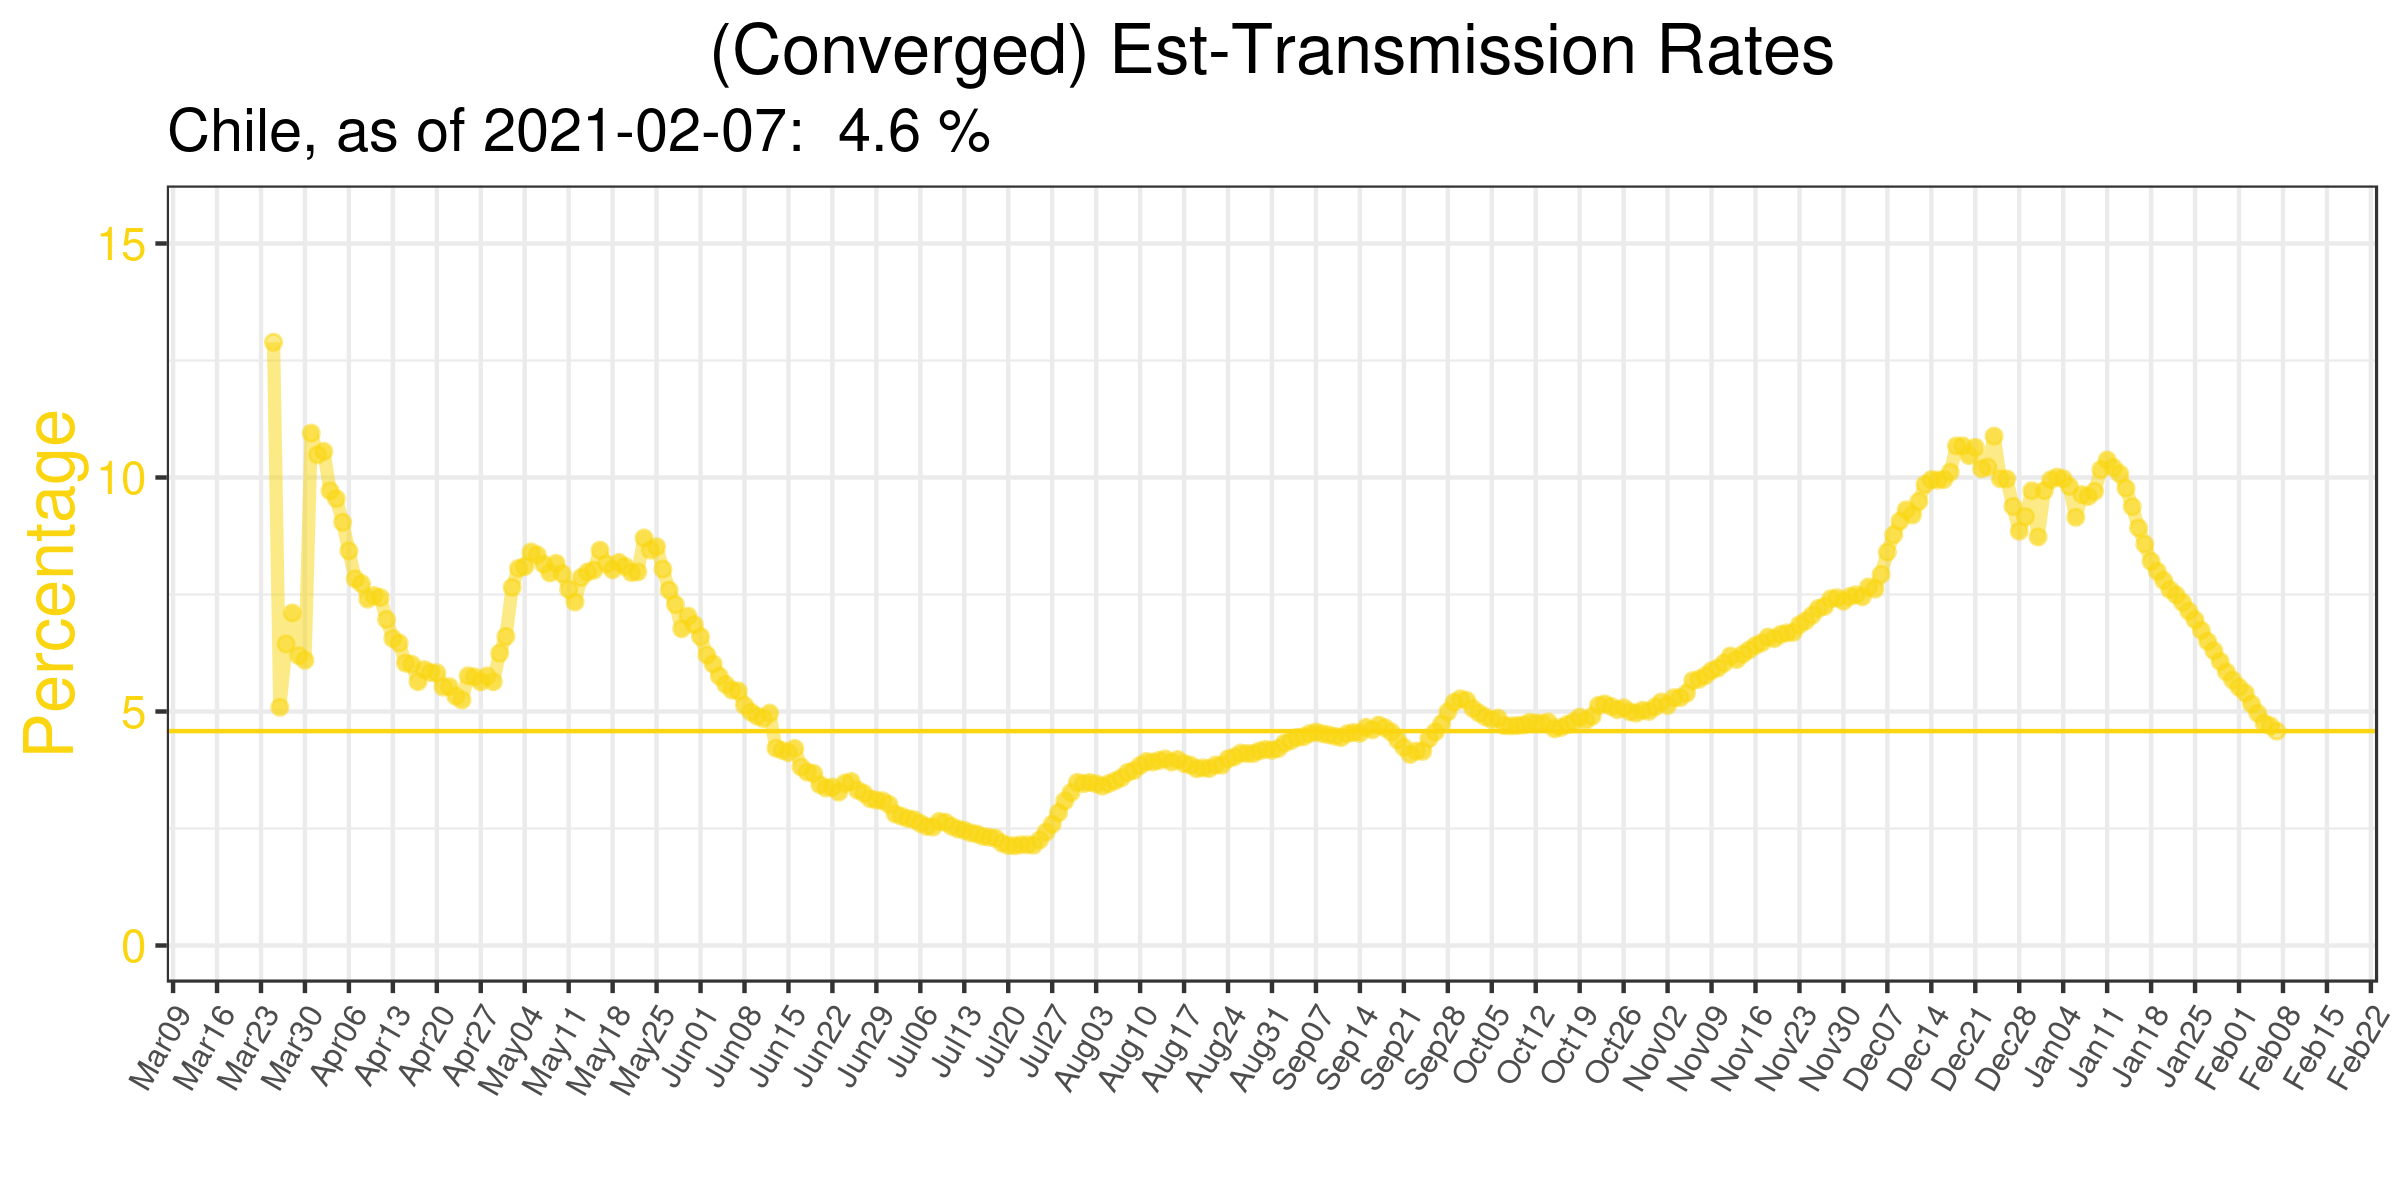 (Converged) Est-Transmission Rates
Chile, as of 2021-02-07:  4.6 %
Percentage
15
10
5
0
Mar09
Mar16
Mar23
Mar30
Apr06
Apr13
Apr20
Apr27
May04
May11
May18
May25
Jun01
Jun08
Jun15
Jun22
Jun29
Jul06
Jul13
Jul20
Jul27
Aug03
Aug10
Aug17
Aug24
Aug31
Sep07
Sep14
Sep21
Sep28
Oct05
Oct12
Oct19
Oct26
Nov02
Nov09
Nov16
Nov23
Nov30
Dec07
Dec14
Dec21
Dec28
Jan04
Jan11
Jan18
Jan25
Feb01
Feb08
Feb15
Feb22